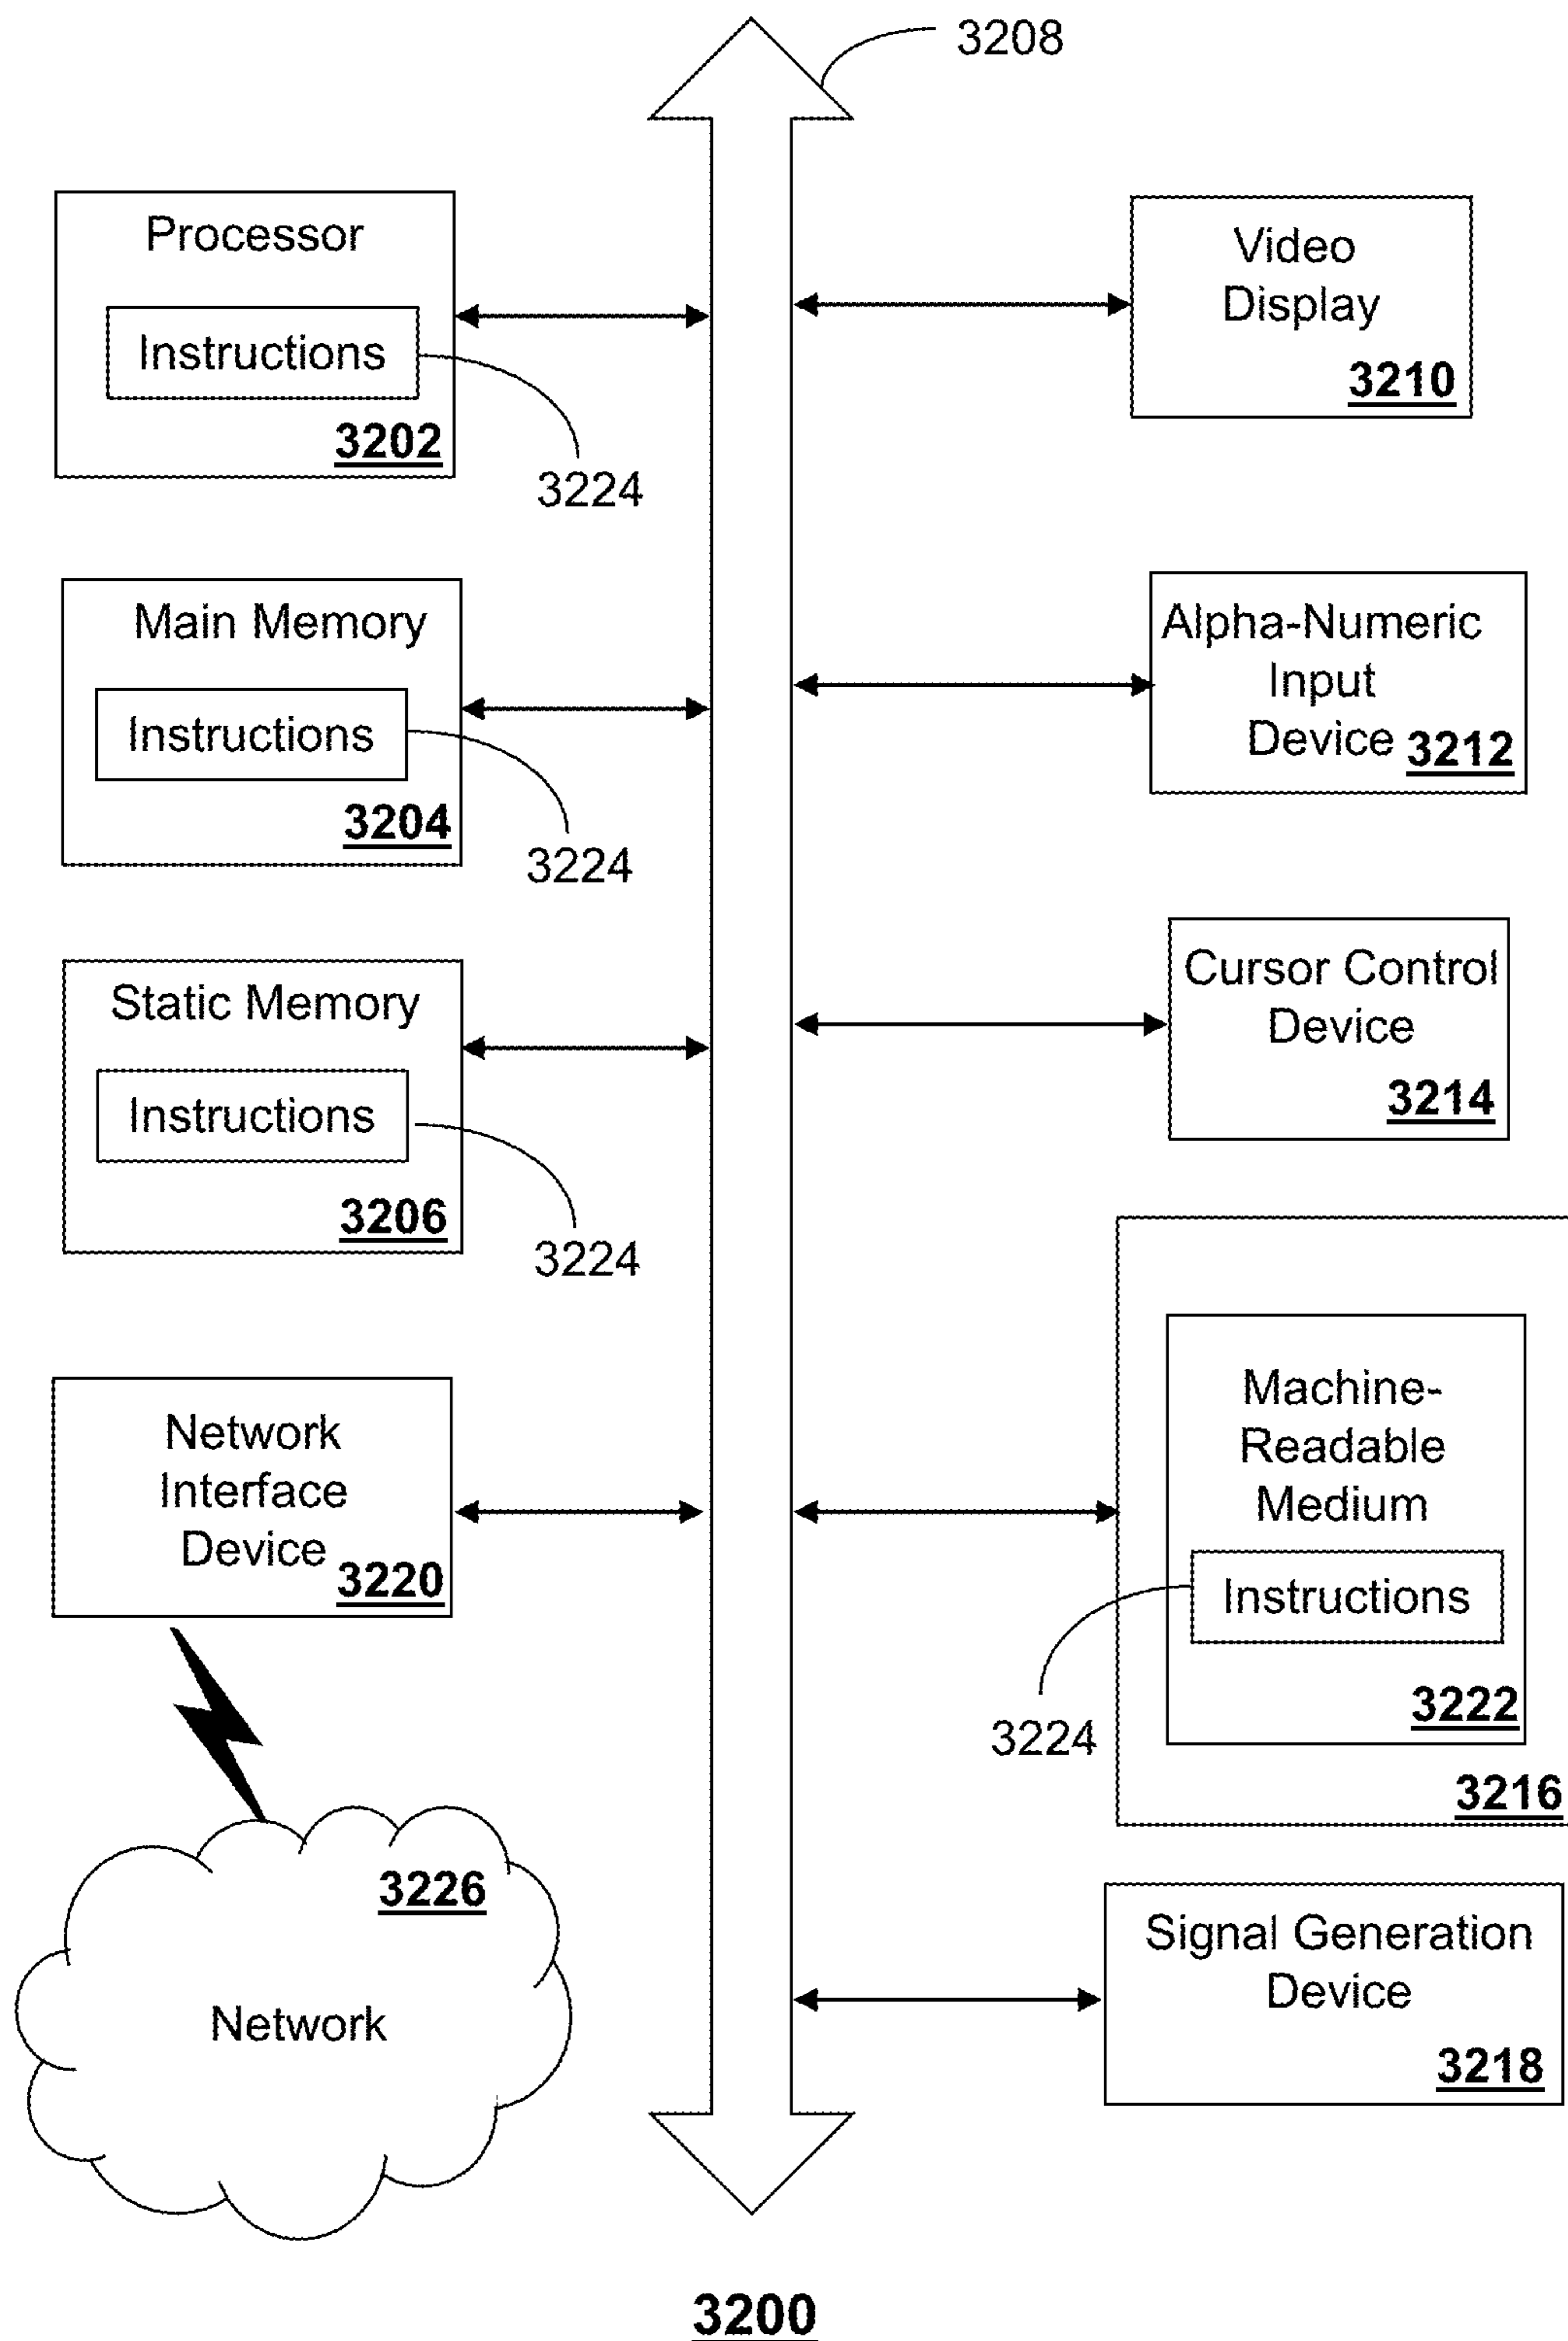 3208
Processor
Instructions
3202
3224
Video
Display
3210
Main Memory
Instructions
3204
3224
Alpha-Numeric
Input
Device 3212
Static Memory
Instructions
3206
3224
Cursor Control
Device
3214
Network
Interface
Device 3220
Machine-
Readable
Medium
Instructions
3222
3224
3216
3226
Network
Signal Generation
Device
3218
3200